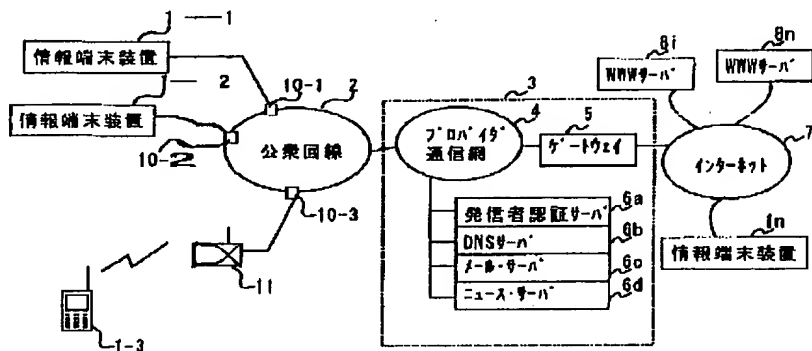 1—1
情報端末装置
1—2
情報端末装置
10-1
2
10-2
公衆回線
10-3
11
1-3
3
4
プロバイダ
通信網
5
ゲートウェイ
発信者認証サーバ
6a
DNSサーバ
6b
メール・サーバ
6c
ニュース・サーバ
6d
8i
WWWサーバ
8n
WWWサーバ
7
インターネット
1n
情報端末装置